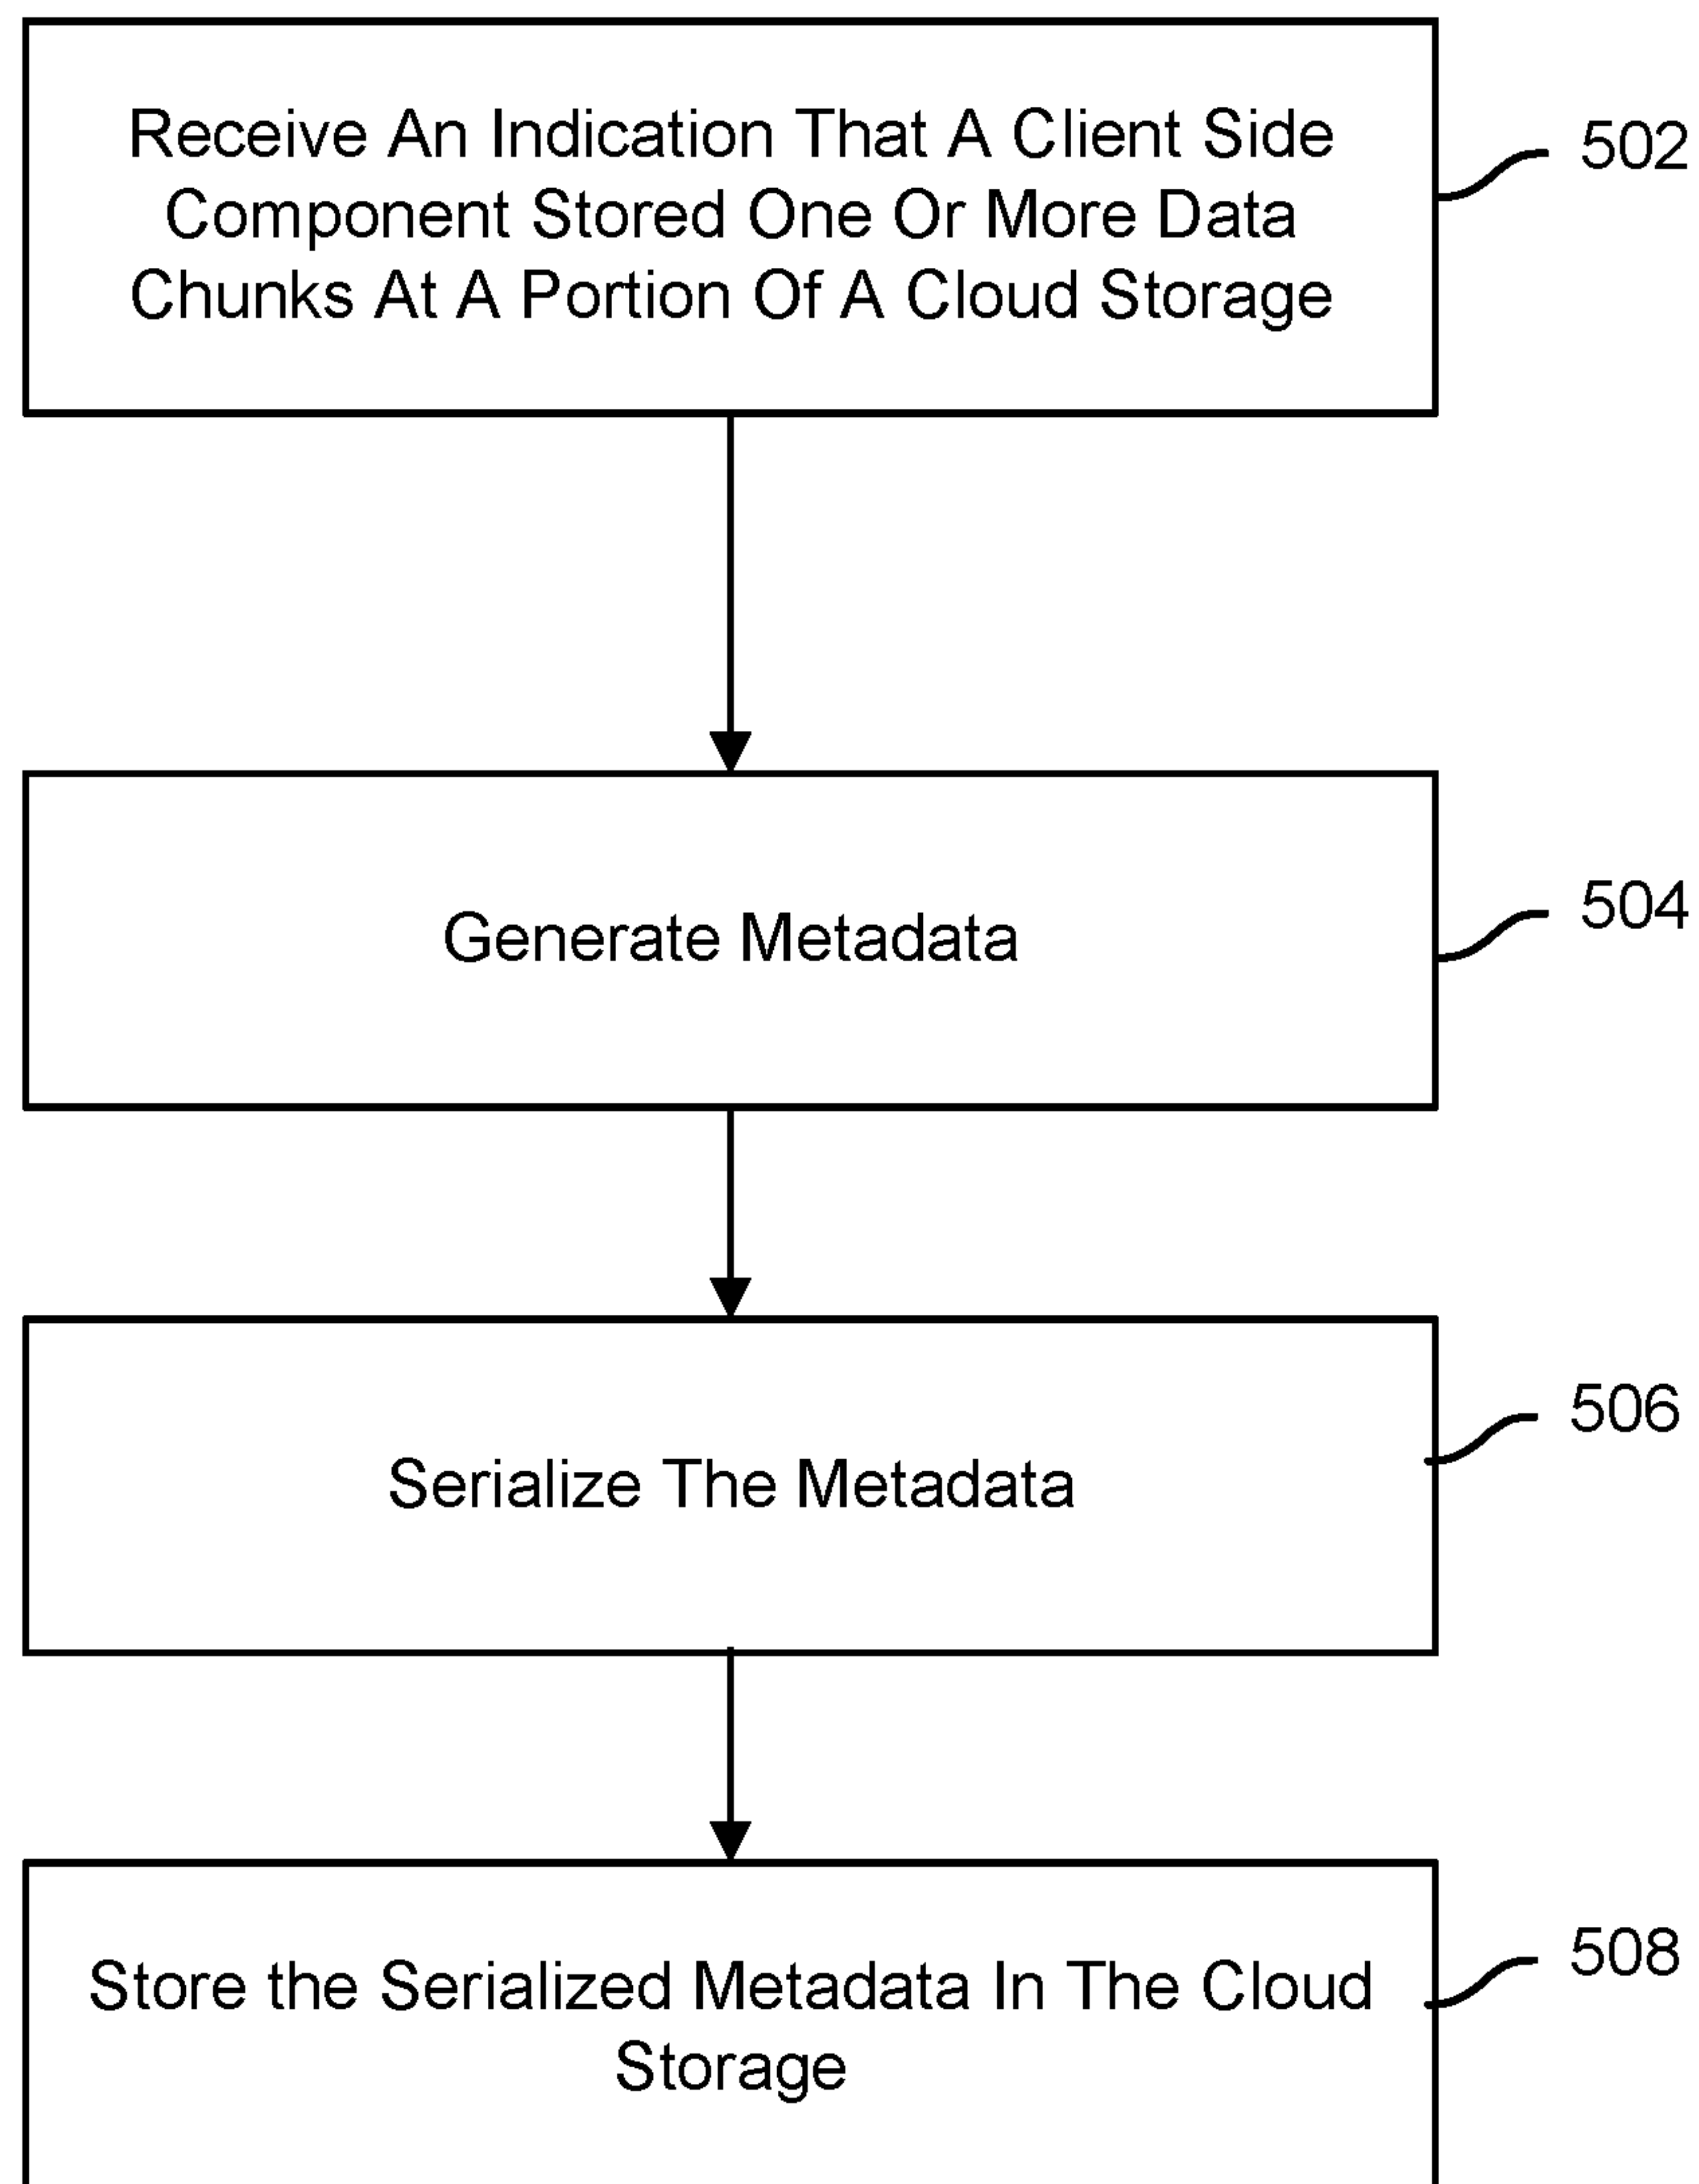 Receive An Indication That A Client Side
Component Stored One Or More Data
Chunks At A Portion Of A Cloud Storage
502
Generate Metadata
504
Serialize The Metadata
506
Store the Serialized Metadata In The Cloud
Storage
508